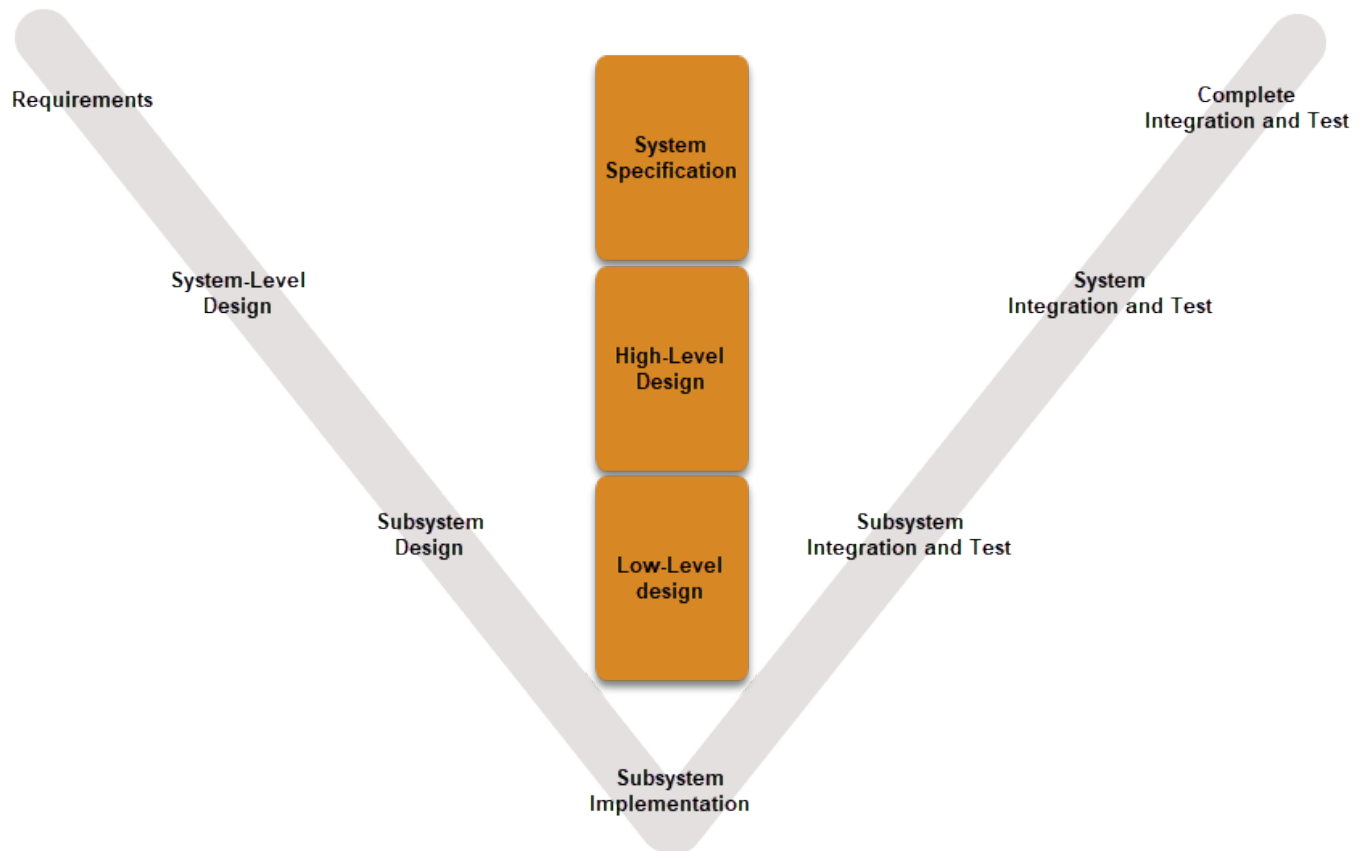 Requirements
System
Specification
Complete
Integration and Test
System-Level
Design
High-Level
Design
System
Integration and Test
Subsystem
Design
Low-Level
design
Subsystem
Integration and Test
Subsystem
Implementation